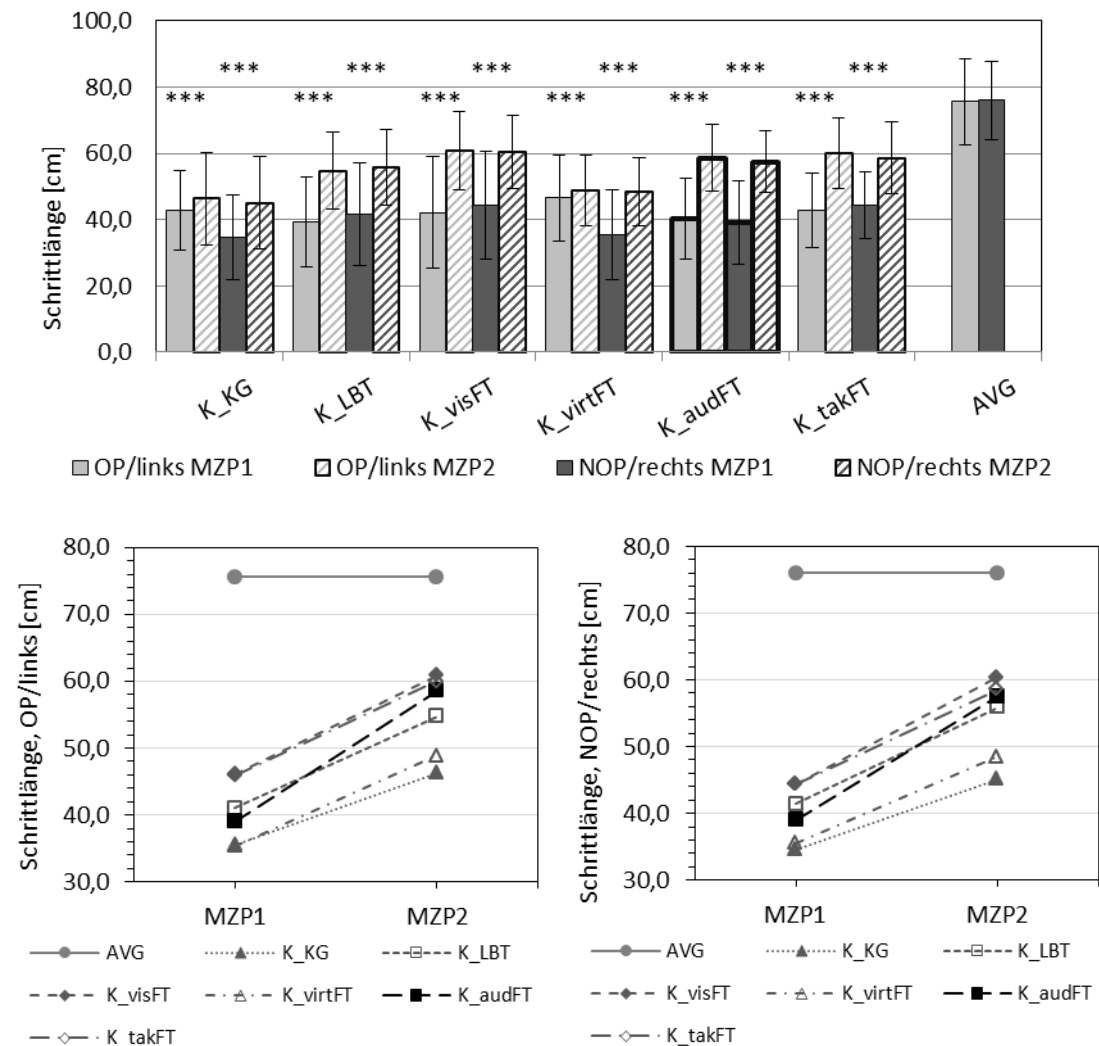 100,0
80,0
60,0
40,0
20,0
0,0
Schrittlänge [cm]
*** *** *** *** *** ***
*** *** *** *** *** ***
K_KG K_LBT K_visFT K_virtFT K_audFT K_takFT AVG
OP/links MZP1 OP/links MZP2 NOP/rechts MZP1 NOP/rechts MZP2
80,0
70,0
60,0
50,0
40,0
30,0
Schrittlänge, OP/links [cm]
MZP1 MZP2
AVG K_KG K_LBT
K_visFT K_virtFT K_audFT
K_takFT
80,0
70,0
60,0
50,0
40,0
30,0
Schrittlänge, NOP/rechts [cm]
MZP1 MZP2
AVG K_KG K_LBT
K_visFT K_virtFT K_audFT
K_takFT